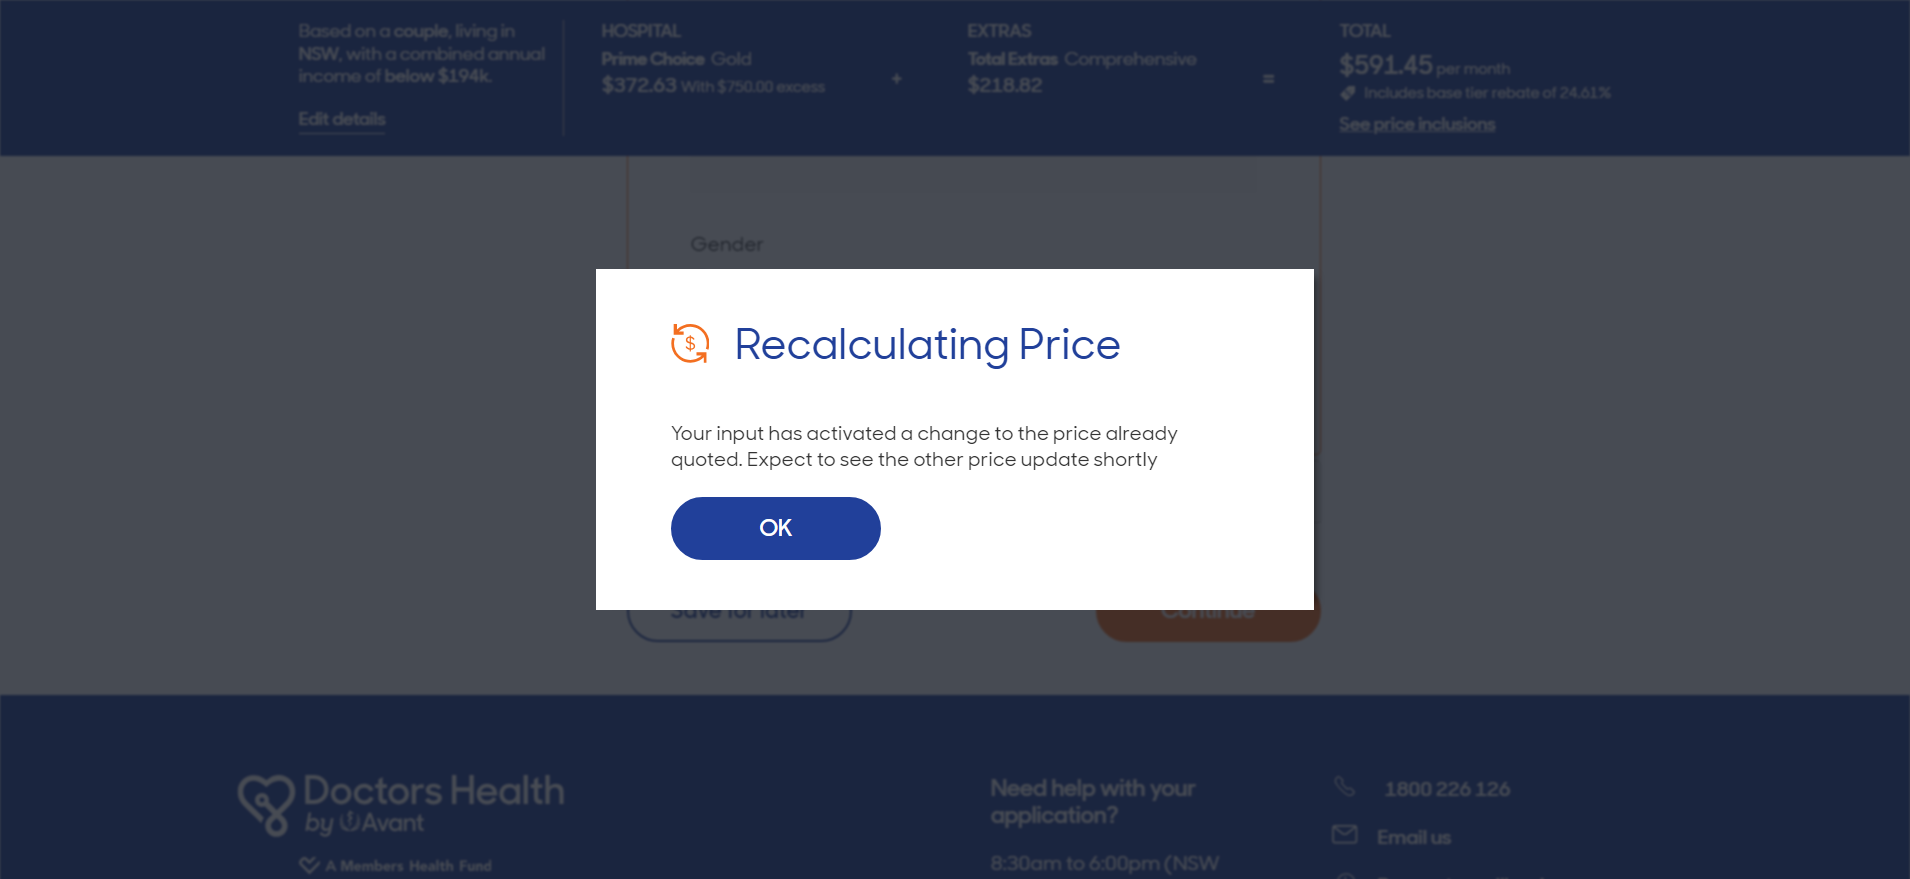 Based on a couple, living in
NSW, with a combined annual
income of below $194k.
Edit details
HOSPITAL
Prime Choice Gold
$372.63 With $750.00 excess
+
EXTRAS
Total Extras Comprehensive
$218.82
=
TOTAL
$591.45 per month
Includes base tier rebate of 24.61%
See price inclusions
Gender
$
Recalculating Price
Your input has activated a change to the price already
quoted. Expect to see the other price update shortly
OK
Save for later
Continue
Doctors Health
by Avant
A Members Health Fund
Need help with your
application?
8:30am to 6:00pm (NSW
1800 226 126
Email us